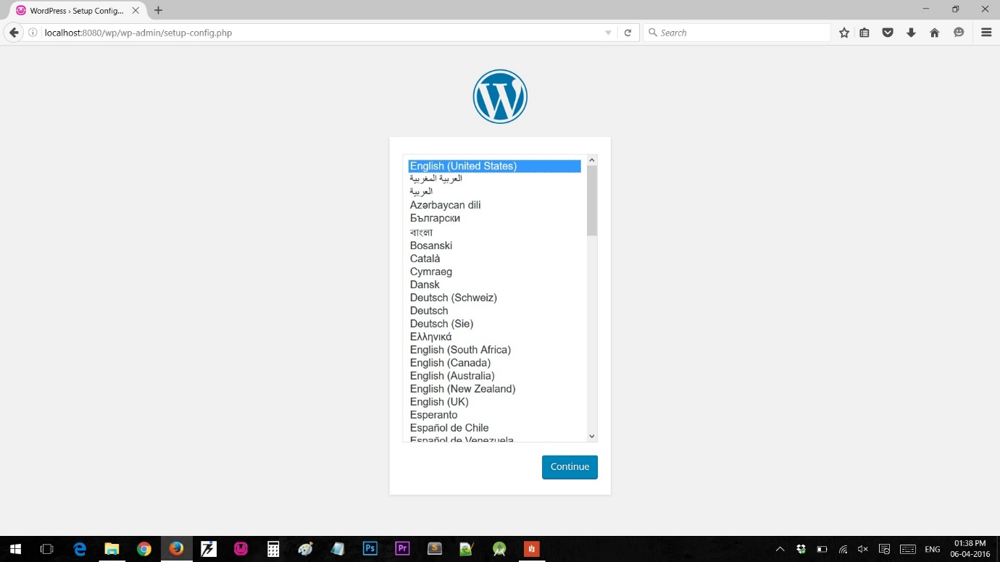 WordPress › Setup Config...
localhost:8080/wp/wp-admin/setup-config.php
Search
English (United States)
العربية المغربية
العربية
Azərbaycan dili
Български
বাংলা
Bosanski
Català
Cymraeg
Dansk
Deutsch (Schweiz)
Deutsch
Deutsch (Sie)
Ελληνικά
English (South Africa)
English (Canada)
English (Australia)
English (New Zealand)
English (UK)
Esperanto
Español de Chile
Español de Venezuela
Continue
Ps
Pr
ENG
01:38 PM
06-04-2016